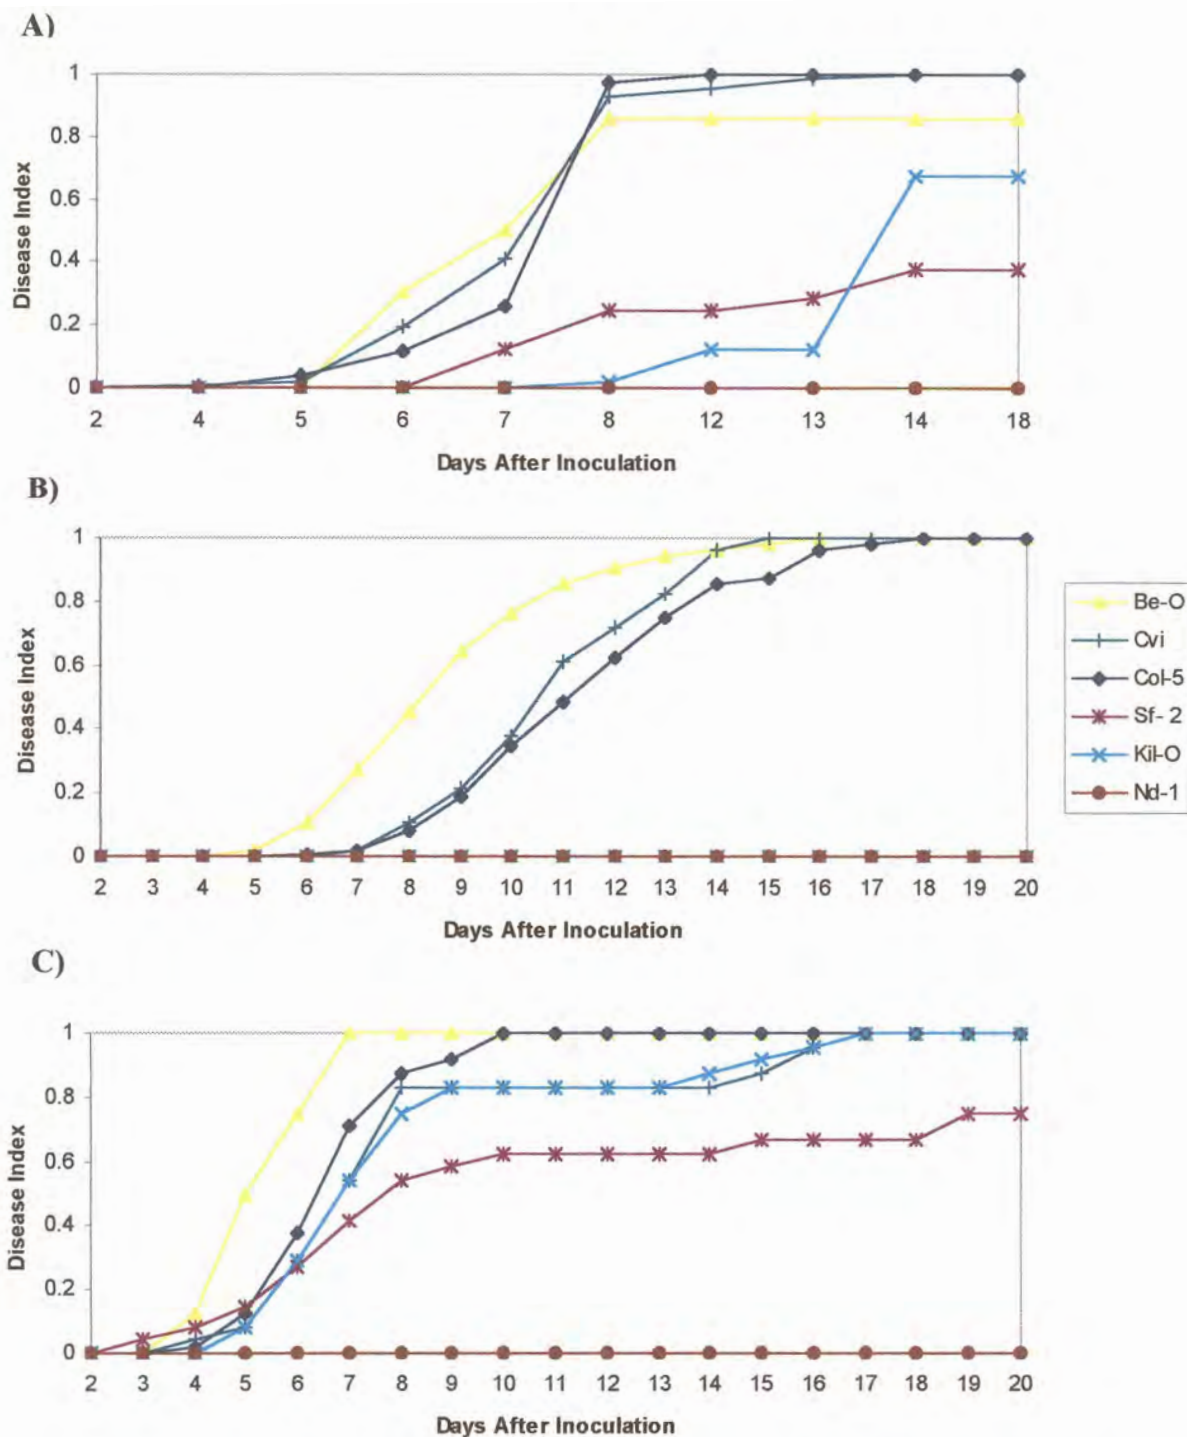 A)
1
0.8
0.6
0.4
0.2
0
Disease Index
2 4 5 6 7 8 12 13 14 18
Days After Inoculation
B)
1
0.8
0.6
0.4
0.2
0
Disease Index
2 3 4 5 6 7 8 9 10 11 12 13 14 15 16 17 18 19 20
Days After Inoculation
Be-O
Cvi
Col-5
Sf- 2
Kil-O
Nd-1
C)
1
0.8
0.6
0.4
0.2
0
Disease Index
2 3 4 5 6 7 8 9 10 11 12 13 14 15 16 17 18 19 20
Days After Inoculation